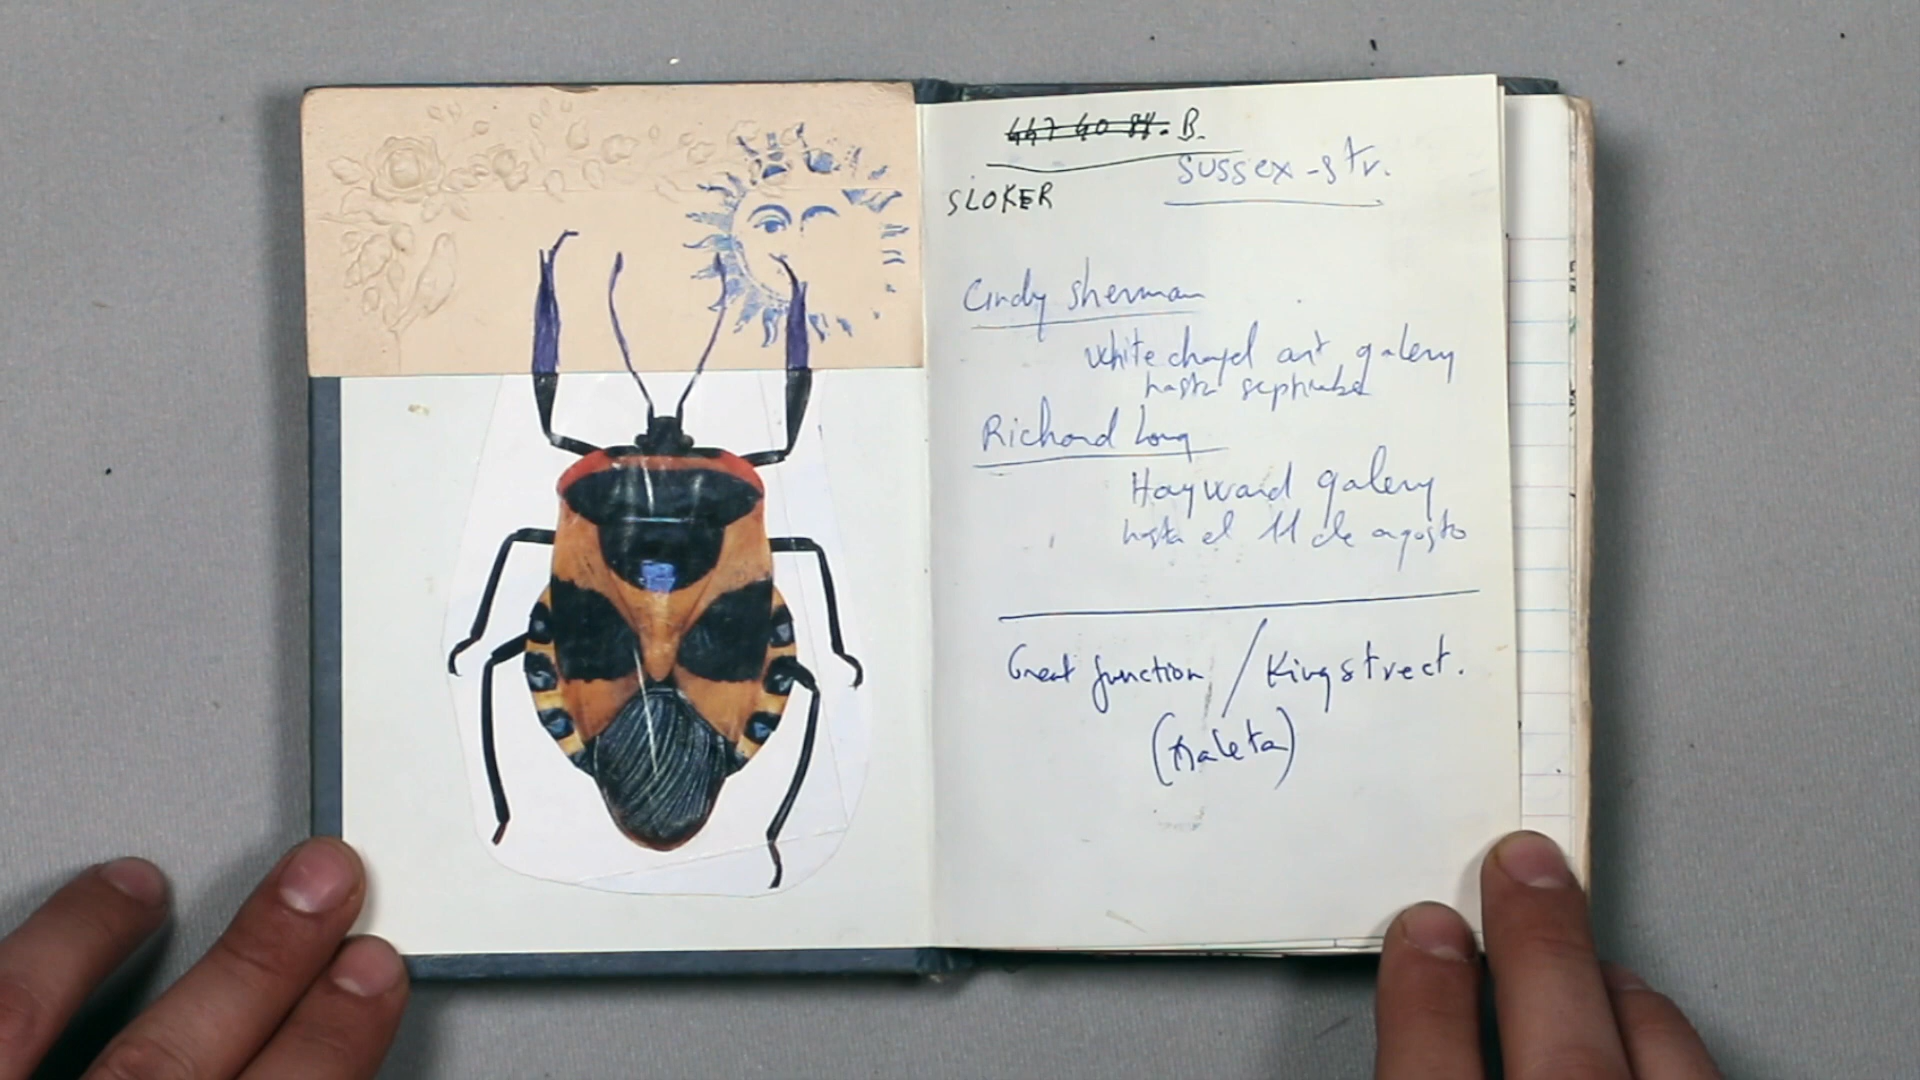 447 40 84. B.
SUSSEX - Str.
SLOKER
Cindy Sherman
white chapel art galery
hasta septiembre
Richard Long
Hayward galery
hasta el 11 de agosto
Great junction / Kingstreet.
(Maleta)